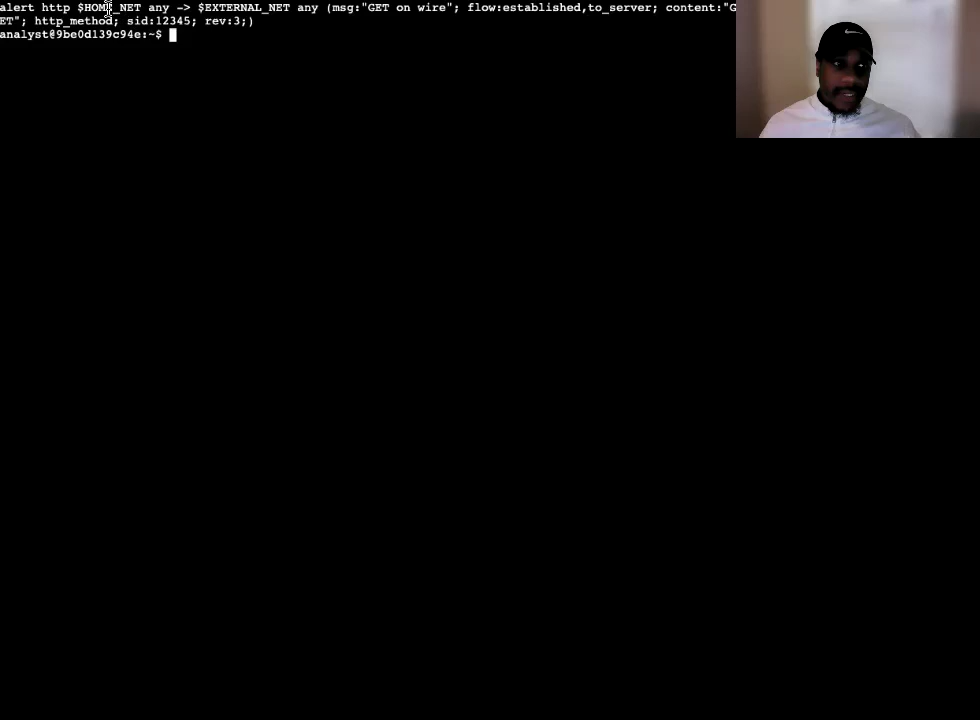 alert http $HOME_NET any -> $EXTERNAL_NET any (msg:"GET on wire"; flow:established,to_server; content:"G
ET"; http_method; sid:12345; rev:3;)
analyst@9be0d139c94e:~$